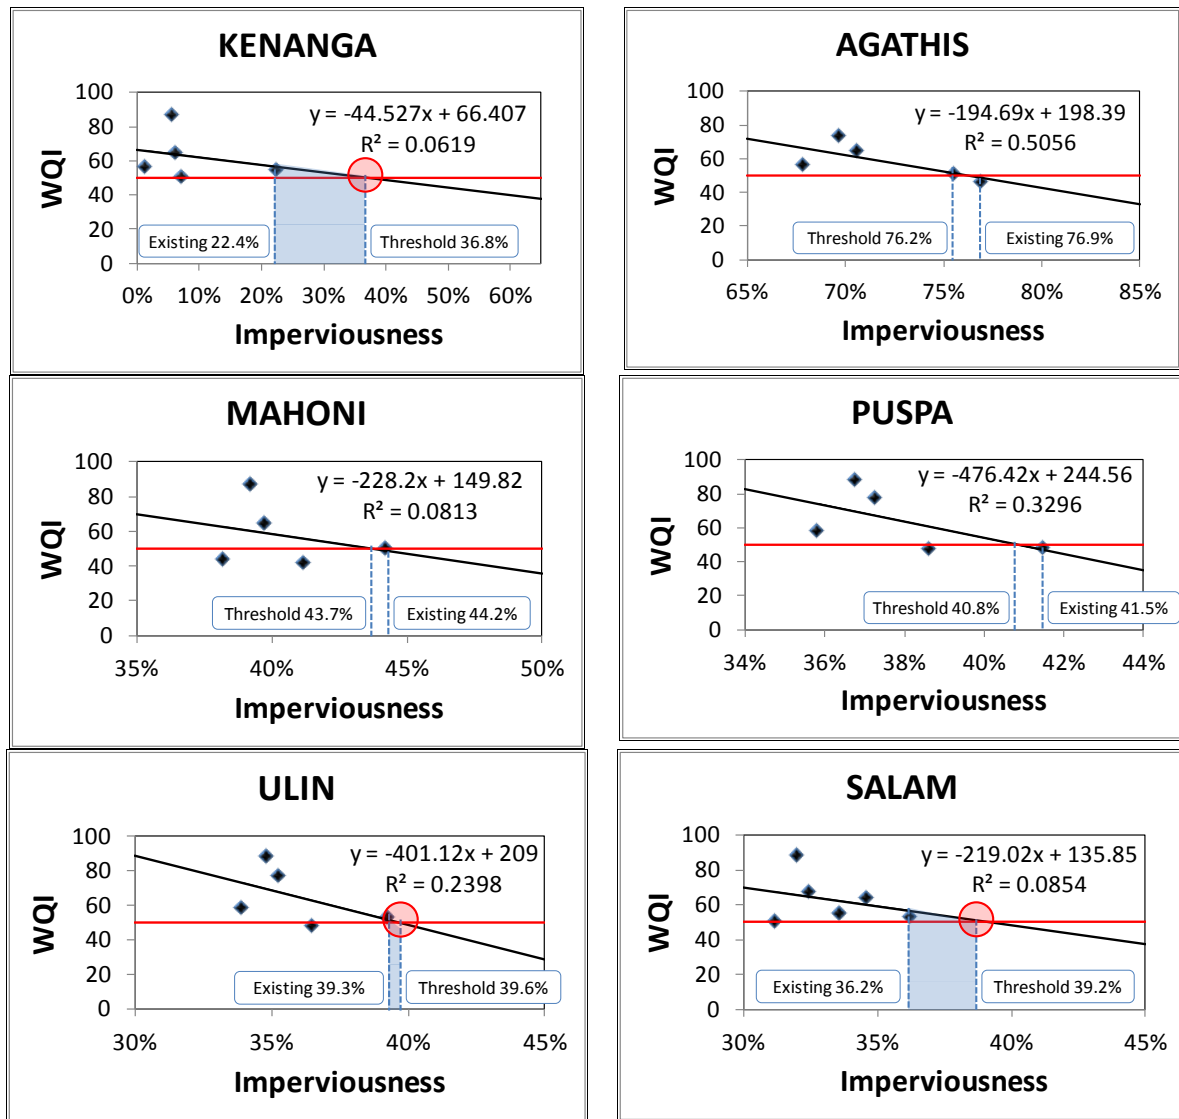 KENANGA
y = -44.527x + 66.407
R² = 0.0619
WQI
100
80
60
40
20
0
Existing 22.4%
Threshold 36.8%
0% 10% 20% 30% 40% 50% 60%
Imperviousness
AGATHIS
y = -194.69x + 198.39
R² = 0.5056
WQI
100
80
60
40
20
0
Threshold 76.2%
Existing 76.9%
65% 70% 75% 80% 85%
Imperviousness
MAHONI
y = -228.2x + 149.82
R² = 0.0813
WQI
100
80
60
40
20
0
Threshold 43.7%
Existing 44.2%
35% 40% 45% 50%
Imperviousness
PUSPA
y = -476.42x + 244.56
R² = 0.3296
WQI
100
80
60
40
20
0
Threshold 40.8%
Existing 41.5%
34% 36% 38% 40% 42% 44%
Imperviousness
ULIN
y = -401.12x + 209
R² = 0.2398
WQI
100
80
60
40
20
0
Existing 39.3%
Threshold 39.6%
30% 35% 40% 45%
Imperviousness
SALAM
y = -219.02x + 135.85
R² = 0.0854
WQI
100
80
60
40
20
0
Existing 36.2%
Threshold 39.2%
30% 35% 40% 45%
Imperviousness